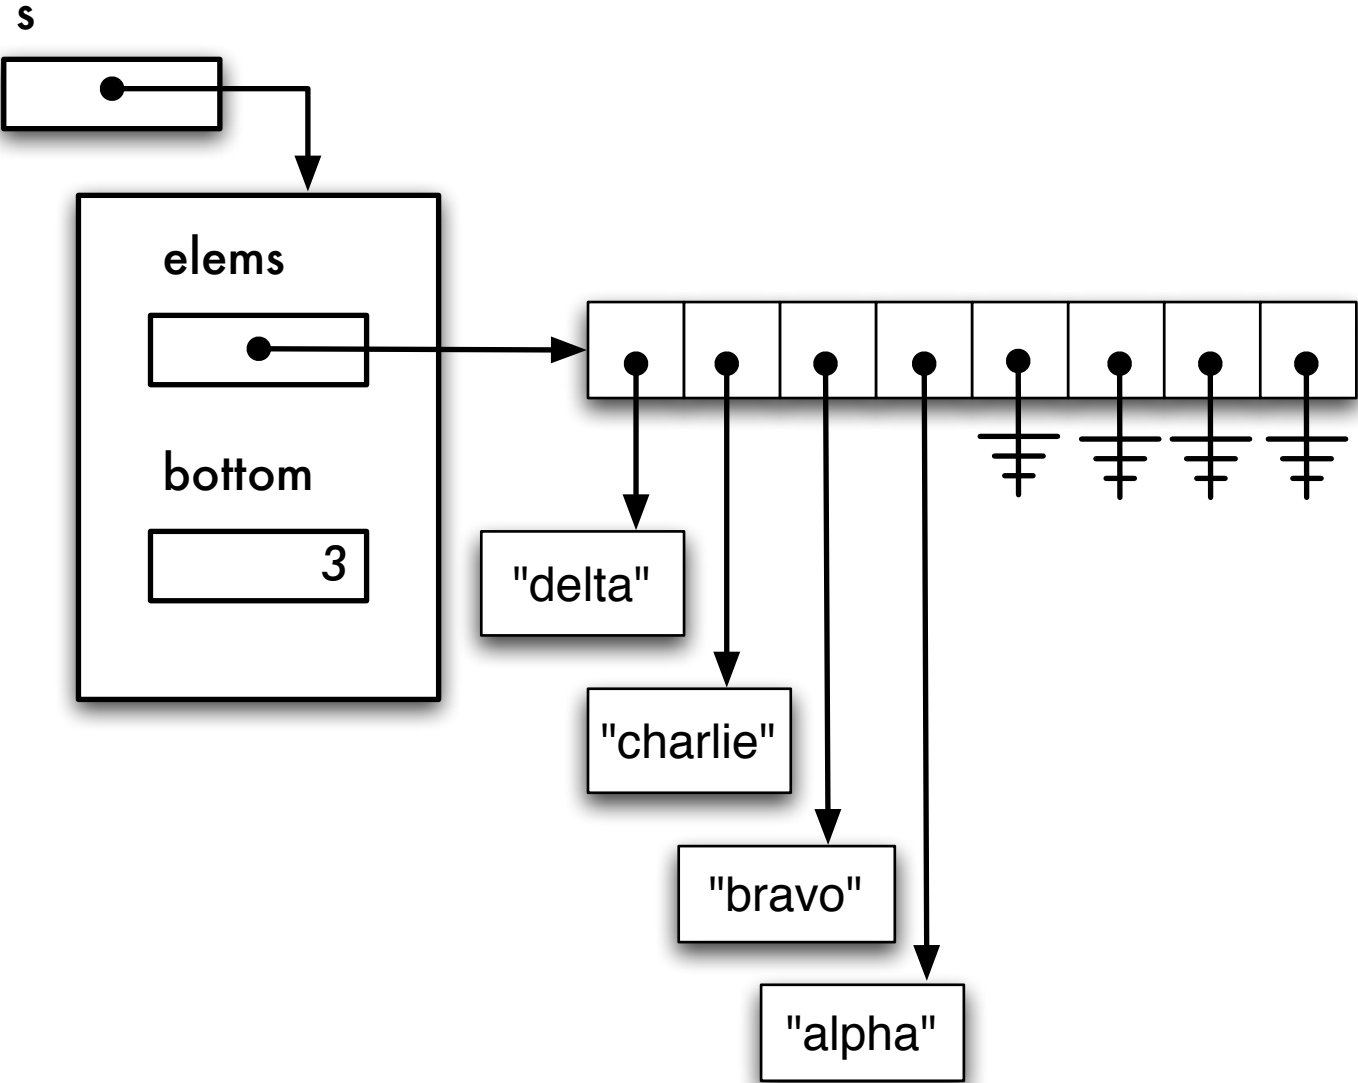 s
elems
bottom
3
"delta"
"charlie"
"bravo"
"alpha"